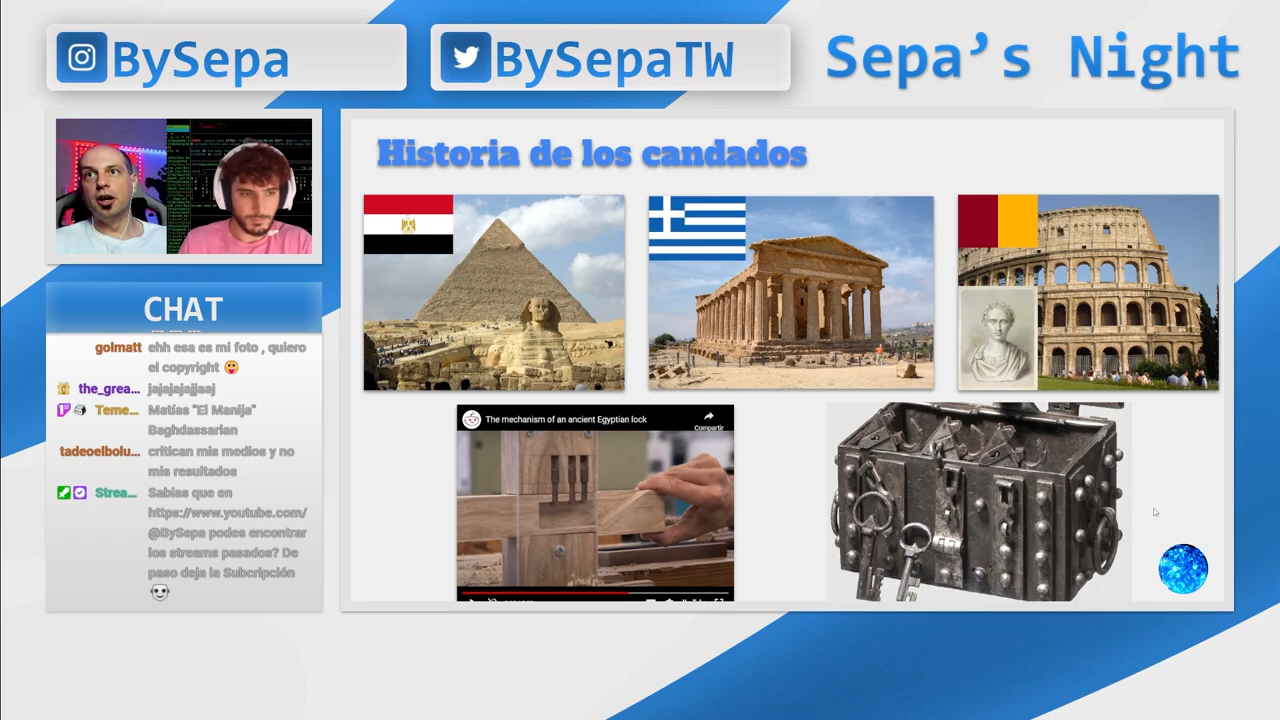 BySepa
BySepaTW
Sepa’s Night
Historia de los candados
CHAT
golmatt ehh esa es mi foto , quiero
el copyright
the_grea... jajajajajjaaj
Teme... Matías "El Manija"
Baghdassarian
tadeoelbolu... critican mis medios y no
mis resultados
Strea... Sabias que en
https://www.youtube.com/
@BySepa podes encontrar
los streams pasados? De
paso deja la Subcripción
The mechanism of an ancient Egyptian lock
Compartir